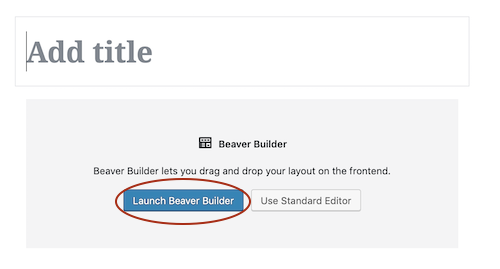 Add title
Beaver Builder
Beaver Builder lets you drag and drop your layout on the frontend.
Launch Beaver Builder Use Standard Editor